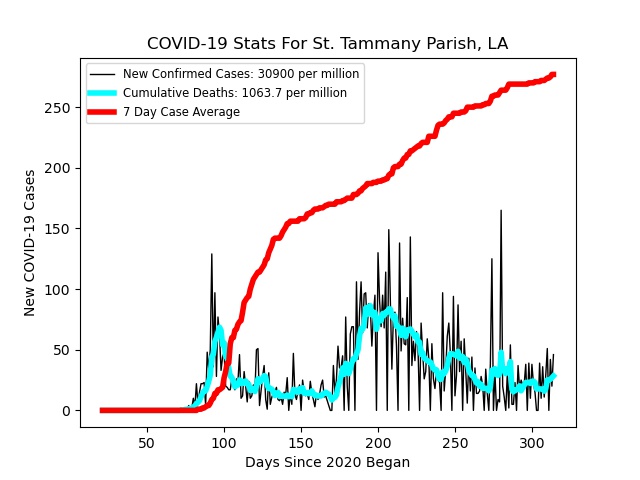 COVID-19 Stats For St. Tammany Parish, LA
New Confirmed Cases: 30900 per million
Cumulative Deaths: 1063.7 per million
7 Day Case Average
New COVID-19 Cases
250
200
150
100
50
0
50 100 150 200 250 300
Days Since 2020 Began